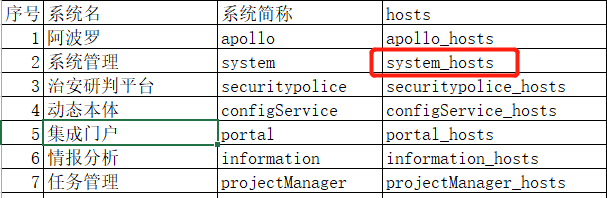 序号 系统名 系统简称 hosts
1 阿波罗 apollo apollo_hosts
2 系统管理 system system_hosts
3 治安研判平台 securitypolice securitypolice_hosts
4 动态本体 configService configService_hosts
5 集成门户 portal portal_hosts
6 情报分析 information information_hosts
7 任务管理 projectManager projectManager_hosts